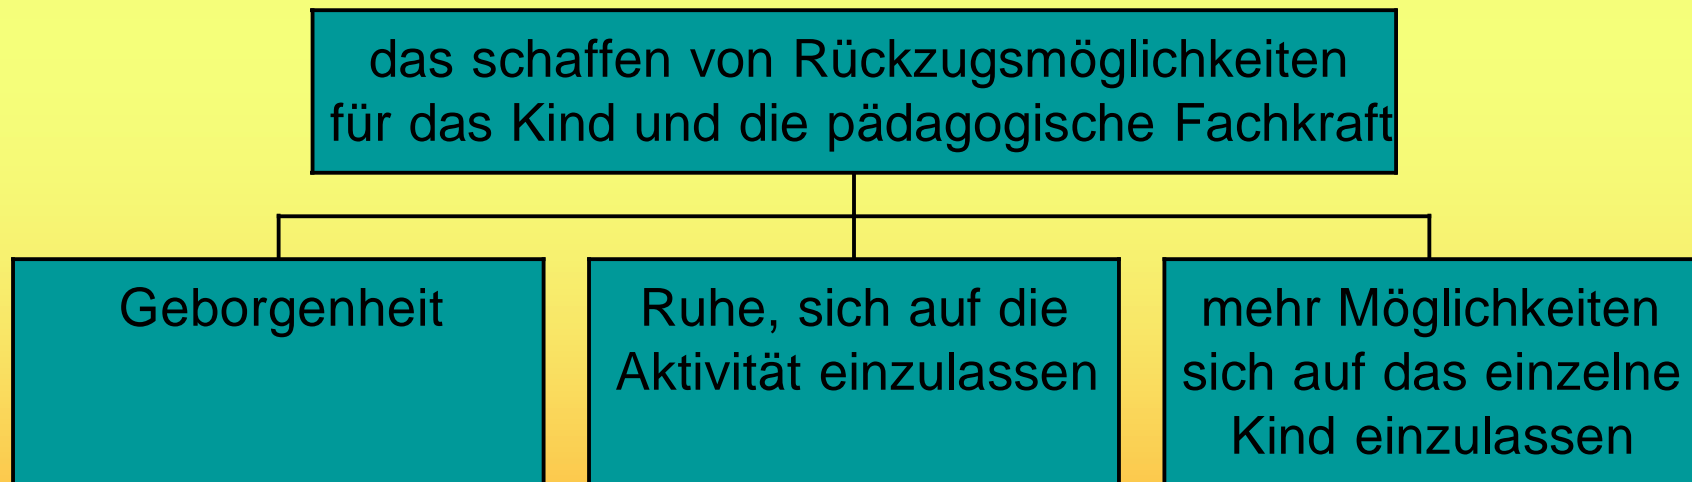 das schaffen von Rückzugsmöglichkeiten
für das Kind und die pädagogische Fachkraft
Geborgenheit
Ruhe, sich auf die
Aktivität einzulassen
mehr Möglichkeiten
sich auf das einzelne
Kind einzulassen